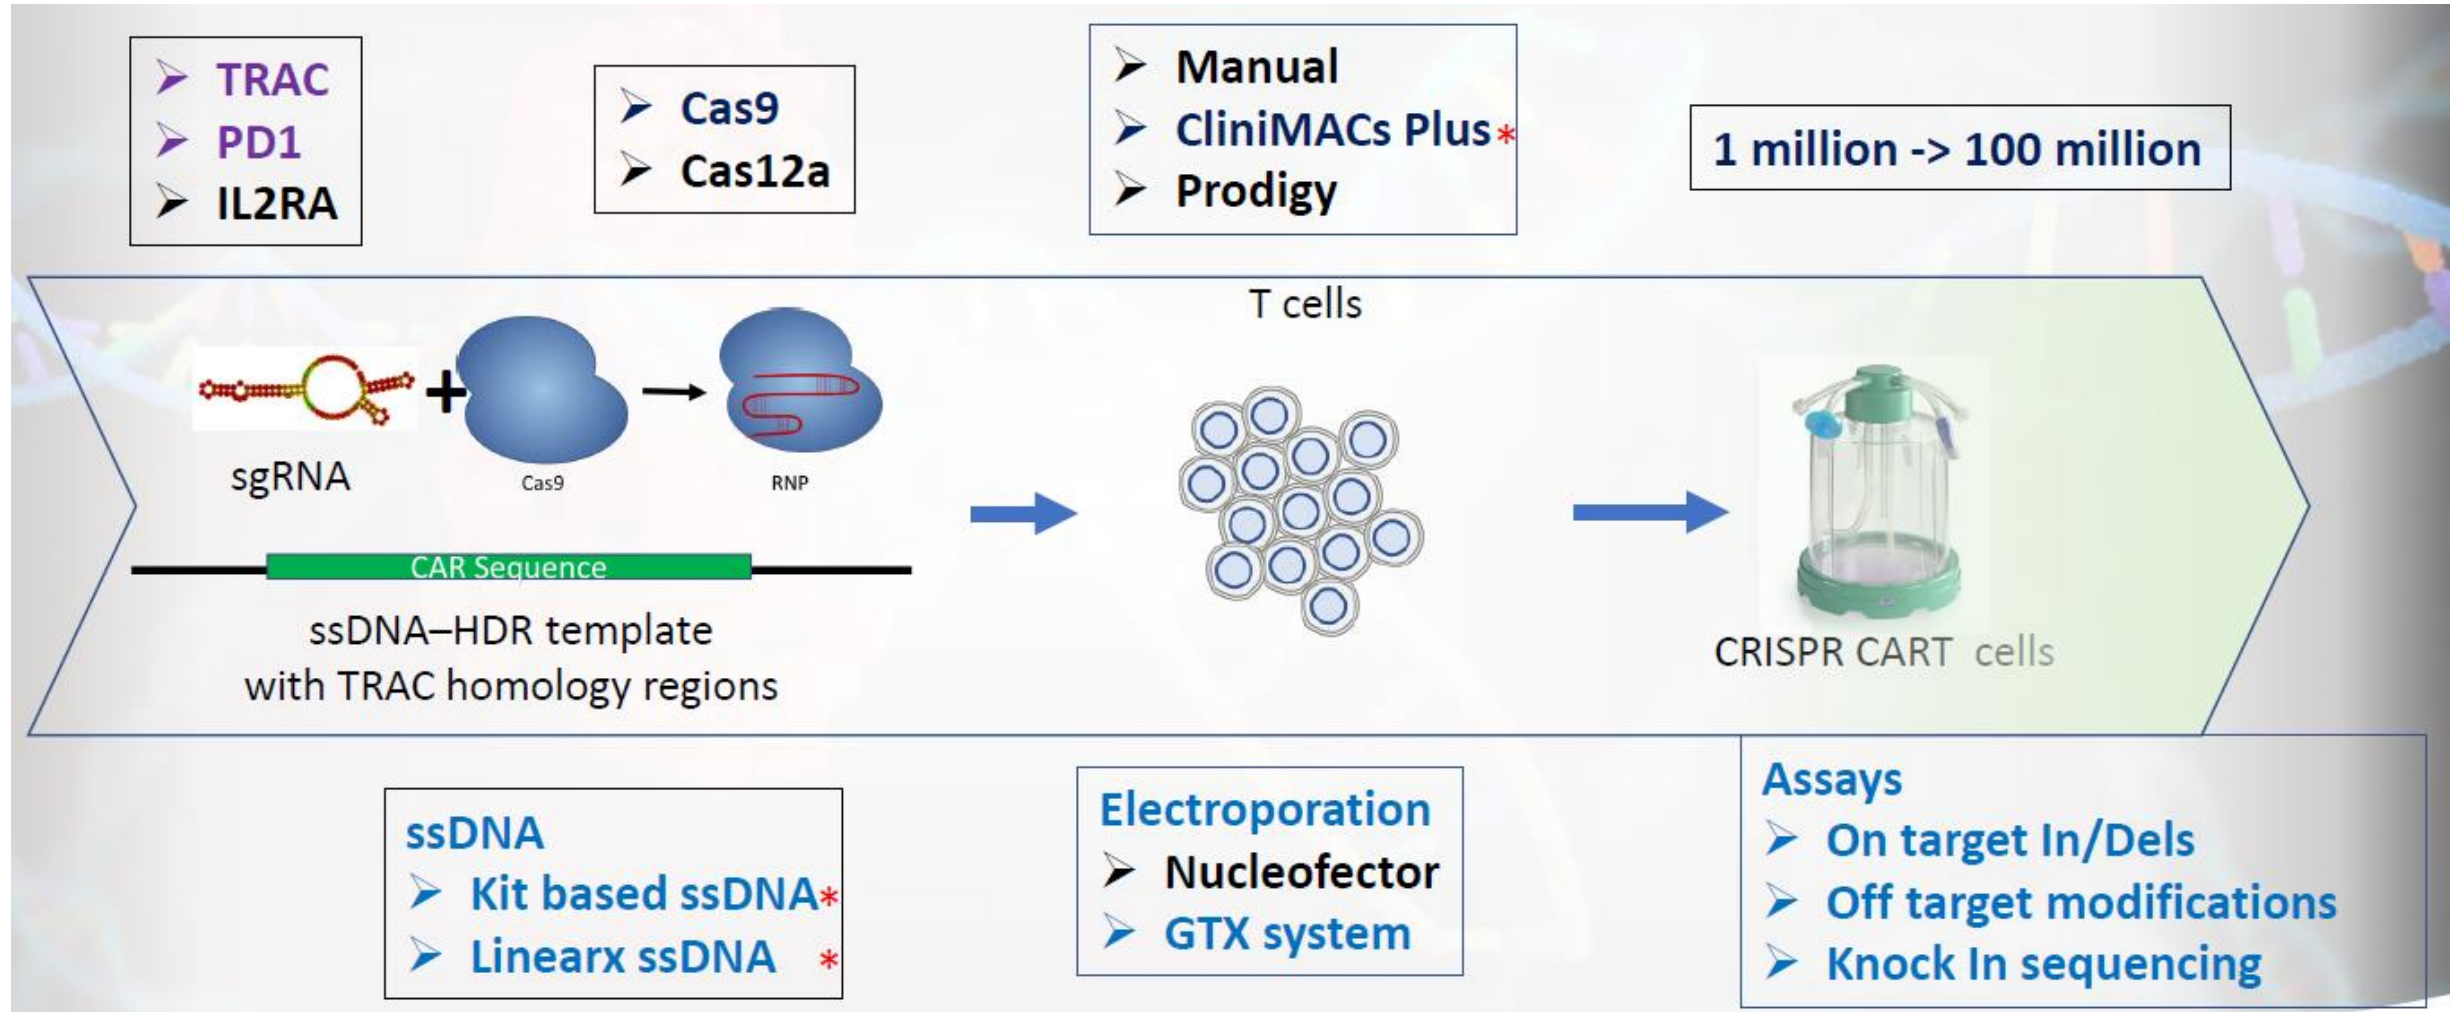 TRAC
PD1
IL2RA
Cas9
Cas12a
Manual
CliniMACs Plus*
Prodigy
1 million -> 100 million
T cells
+
sgRNA
Cas9
RNP
CAR Sequence
ssDNA–HDR template
with TRAC homology regions
CRISPR CART cells
ssDNA
Kit based ssDNA*
Linearx ssDNA *
Electroporation
Nucleofector
GTX system
Assays
On target In/Dels
Off target modifications
Knock In sequencing